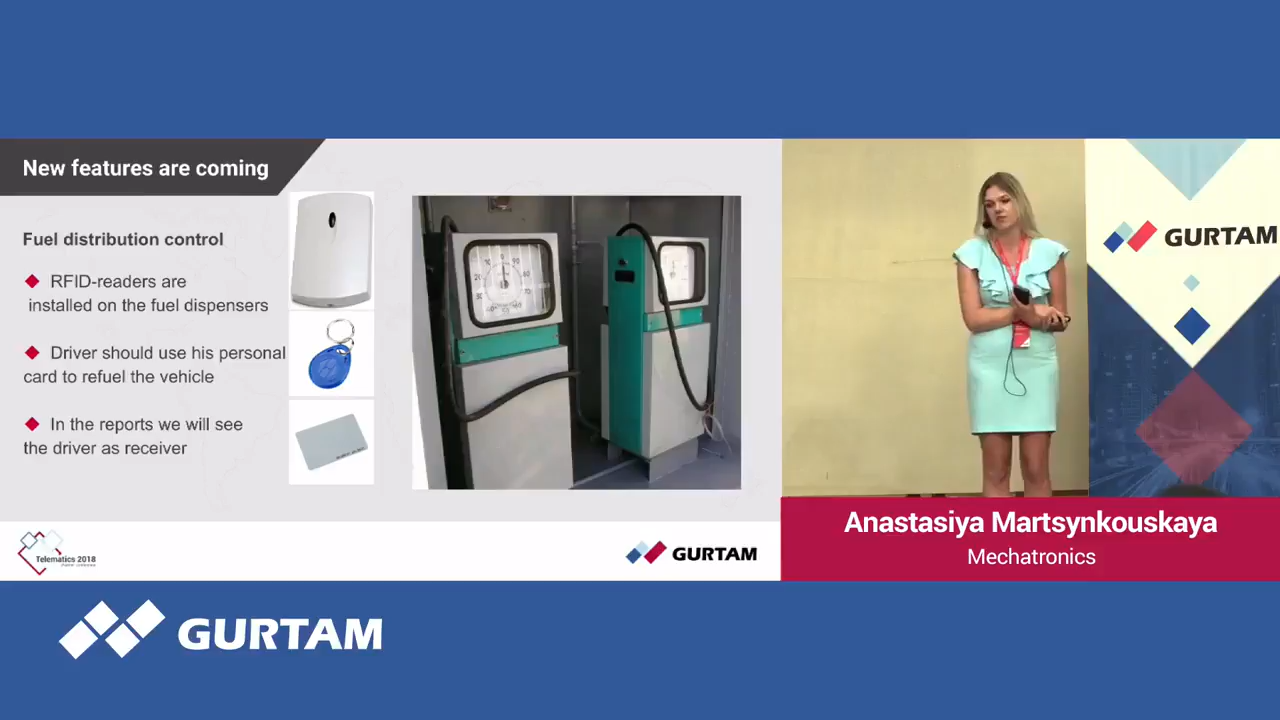 New features are coming
Fuel distribution control
RFID-readers are
installed on the fuel dispensers
Driver should use his personal
card to refuel the vehicle
In the reports we will see
the driver as receiver
GURTAM
Anastasiya Martsynkouskaya
Mechatronics
Telematics 2018
GURTAM
GURTAM